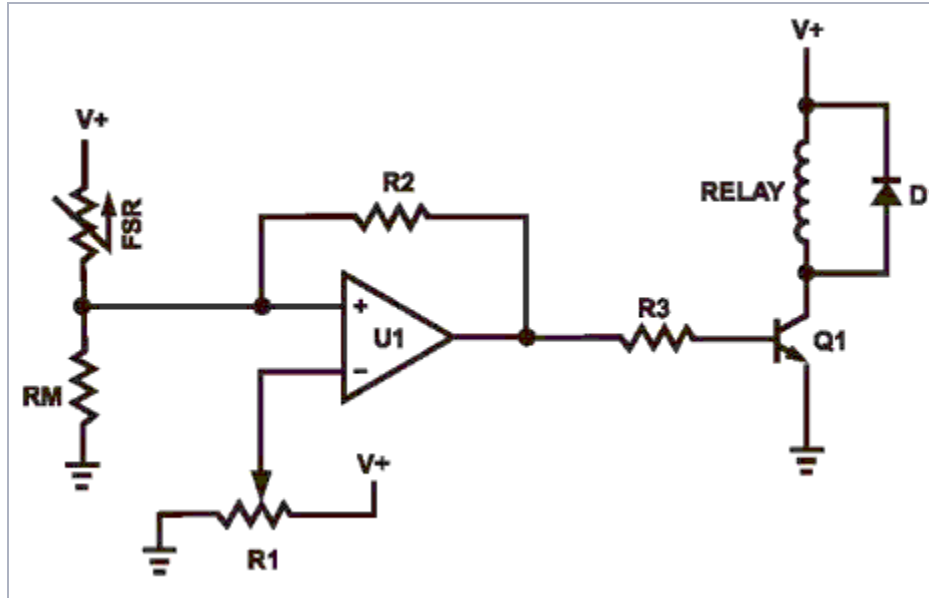 V+
V+
R2
RELAY
D
FSR
+
R3
U1
Q1
−
RM
V+
R1